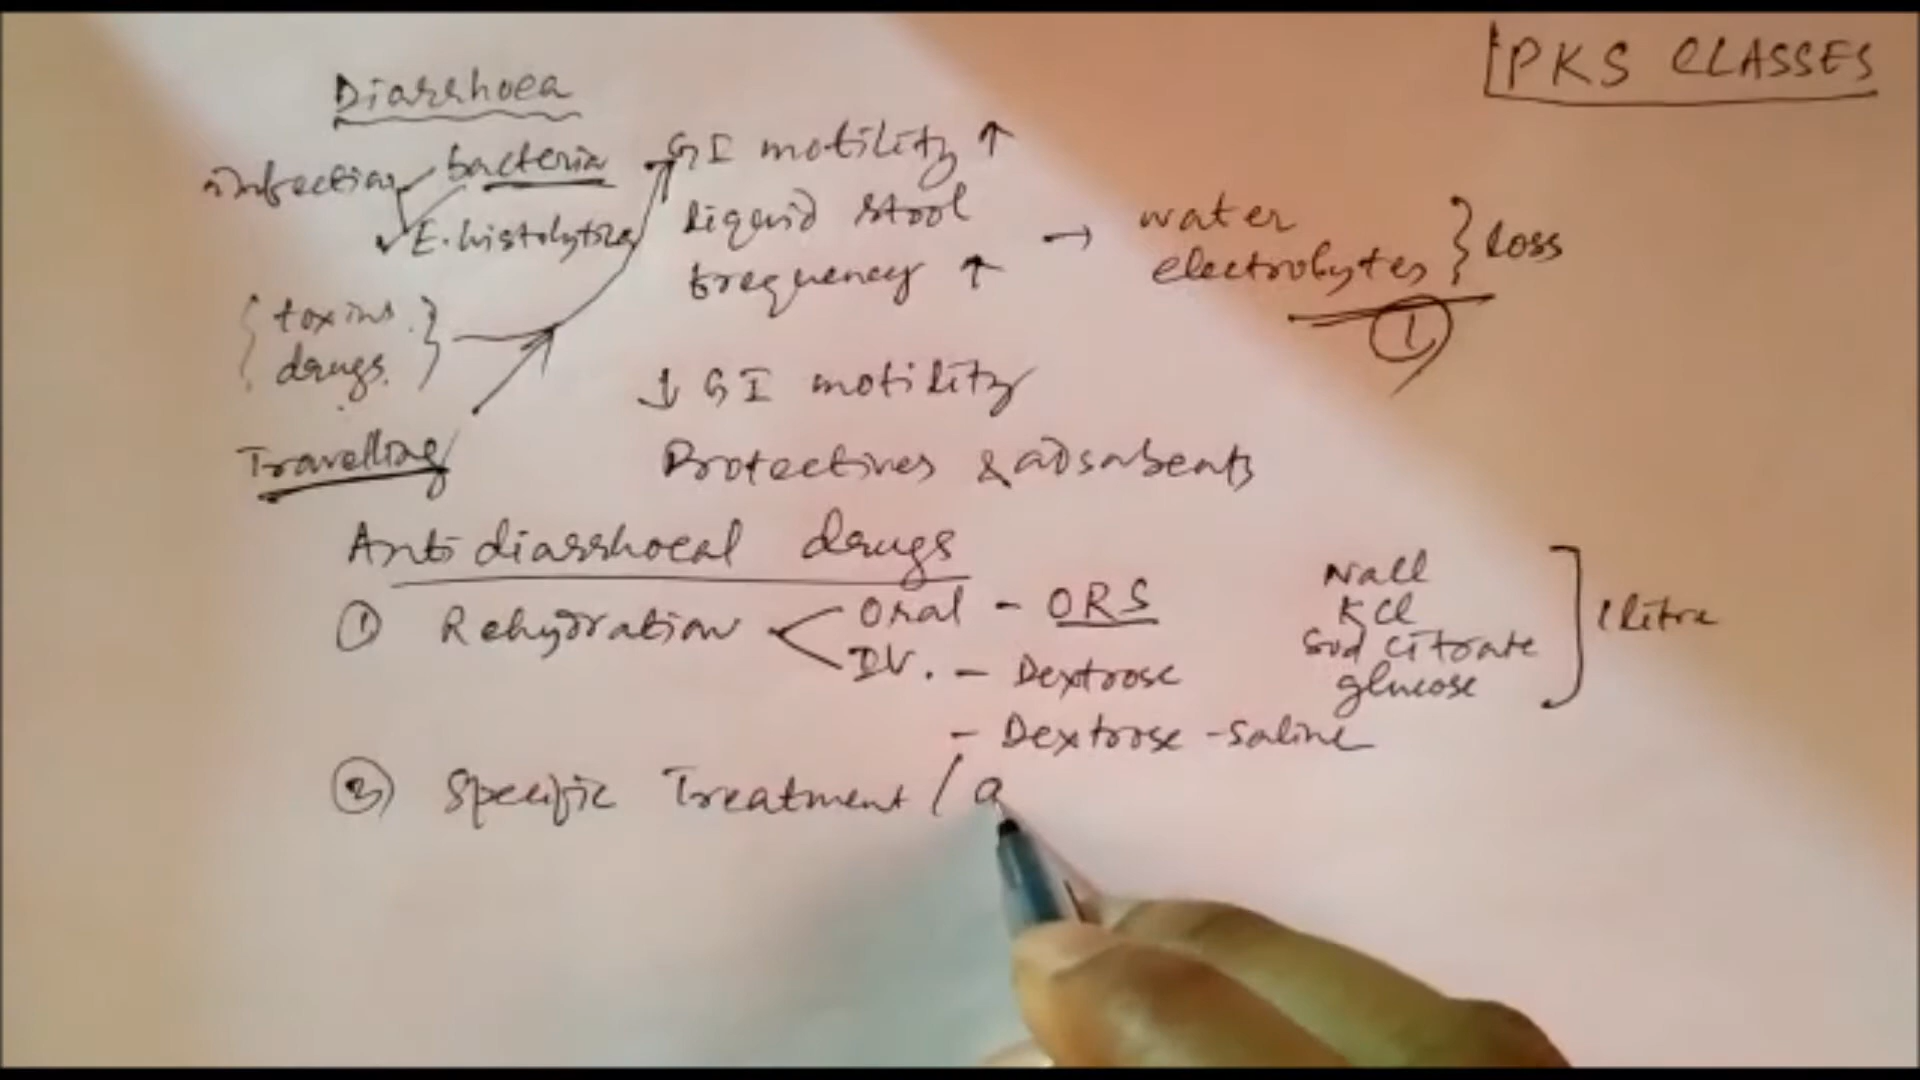 PKS CLASSES
Diarrhoea
infection bacteria
E. histolytica
{ toxins
drugs. }
Travelling
GI motility ↑
liquid stool
frequency ↑
→ water
electrolytes } loss
1
↓ GI motility
Protectives & adsorbents
Antidiarrhoeal drugs
① Rehydration < Oral - ORS
IV. - Dextrose
- Dextrose - saline
NaCl
KCl
Sod citrate
glucose
] 1 litre
② Specific Treatment / a